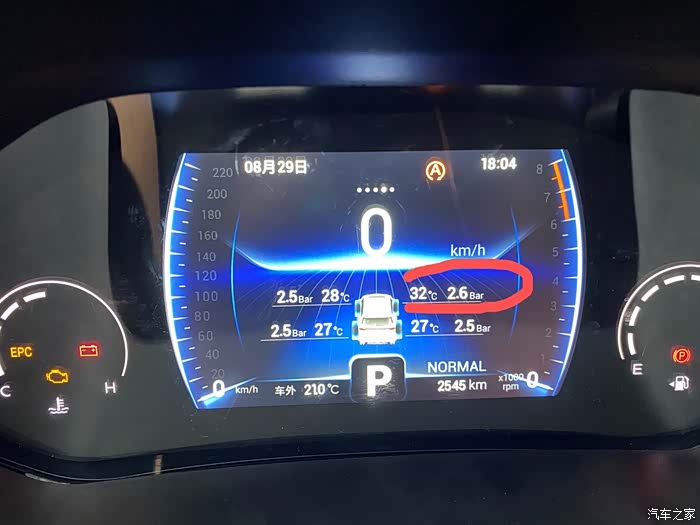 08月29日 A 18:04
0
km/h
220
200
180
160
140
120
100
80
60
40
20
0 km/h
8
7
6
5
4
3
2
1
x1000 rpm 0
2.5Bar 28℃ 32℃ 2.6Bar
2.5Bar 27℃ 27℃ 2.5Bar
P
NORMAL
车外 21.0℃ 2545 km
EPC
C H
E
P
汽车之家